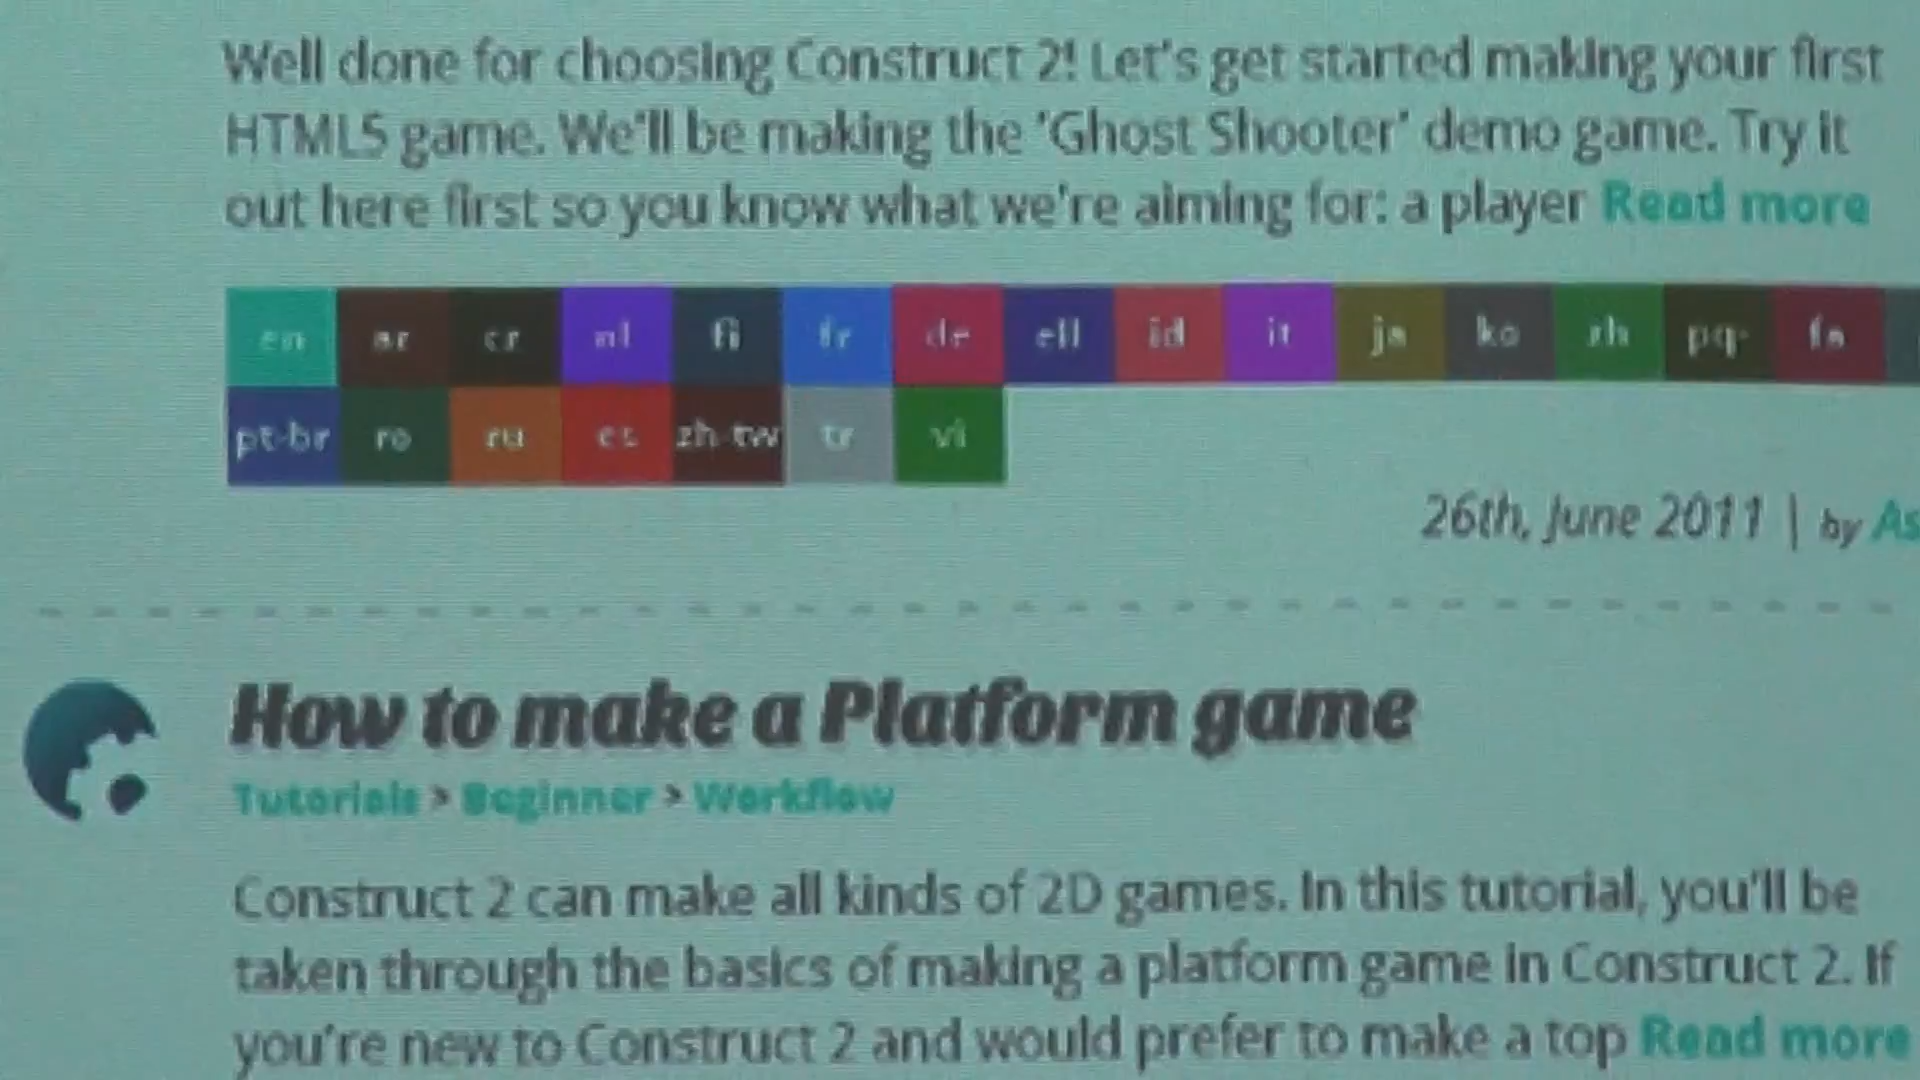 Well done for choosing Construct 2! Let's get started making your first
HTML5 game. We'll be making the 'Ghost Shooter' demo game. Try it
out here first so you know what we're aiming for: a player Read more
en ar cr nl fi fr de ell id it ja ko zh pq- fa
pt-br ro ru es zh-tw tr vi
26th, June 2011 | by As
How to make a Platform game
Tutorials > Beginner > Workflow
Construct 2 can make all kinds of 2D games. In this tutorial, you'll be
taken through the basics of making a platform game in Construct 2. If
you're new to Construct 2 and would prefer to make a top Read more